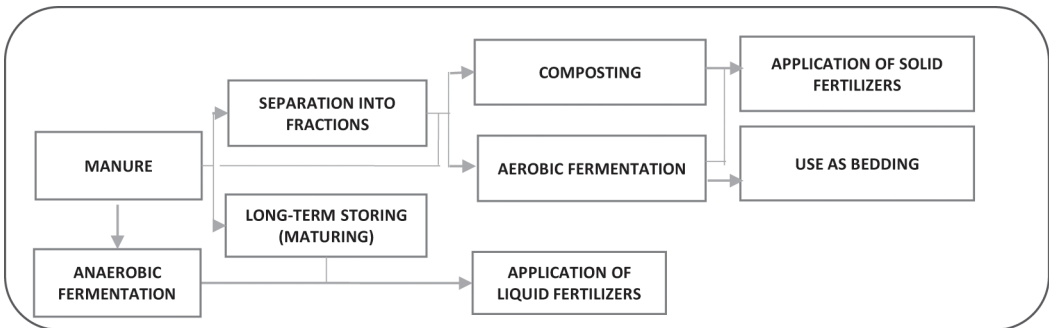 COMPOSTING
APPLICATION OF SOLID
FERTILIZERS
SEPARATION INTO
FRACTIONS
MANURE
AEROBIC FERMENTATION
USE AS BEDDING
LONG-TERM STORING
(MATURING)
ANAEROBIC
FERMENTATION
APPLICATION OF
LIQUID FERTILIZERS